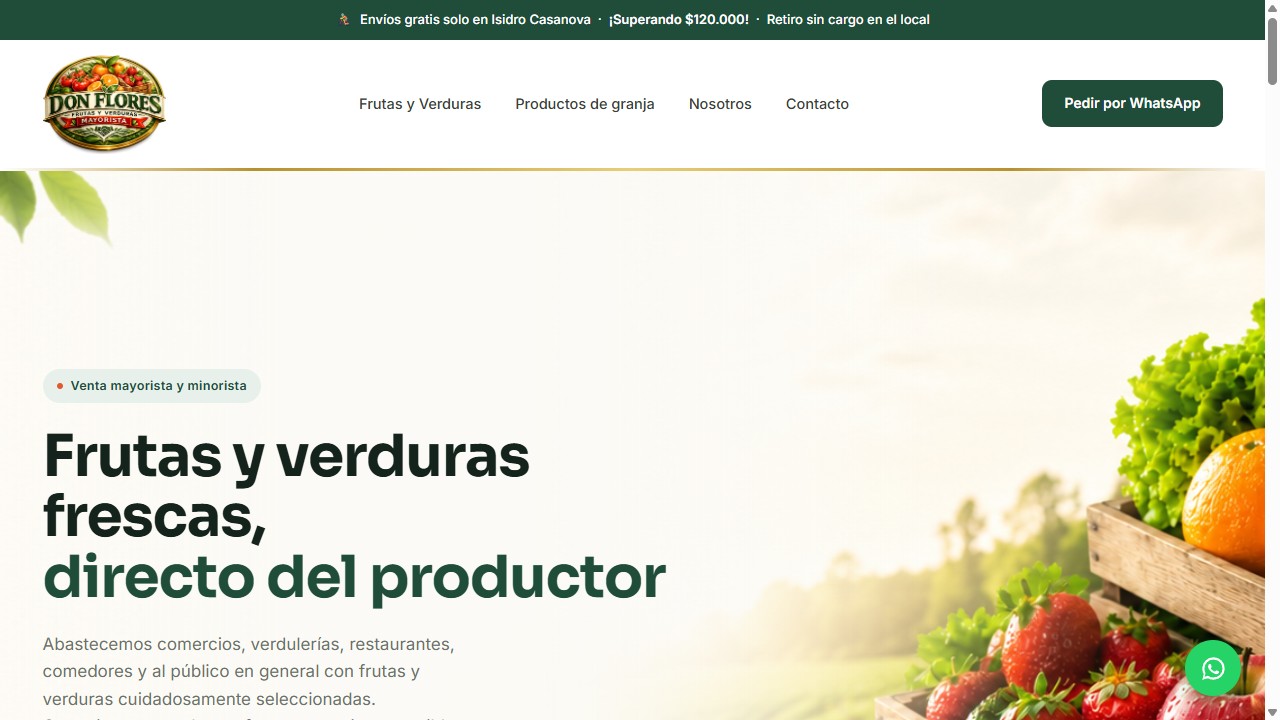 Envíos gratis solo en Isidro Casanova · ¡Superando $120.000! · Retiro sin cargo en el local
DON FLORES
FRUTAS Y VERDURAS
MAYORISTA
Frutas y Verduras
Productos de granja
Nosotros
Contacto
Pedir por WhatsApp
Venta mayorista y minorista
Frutas y verduras
frescas,
directo del productor
Abastecemos comercios, verdulerías, restaurantes,
comedores y al público en general con frutas y
verduras cuidadosamente seleccionadas.